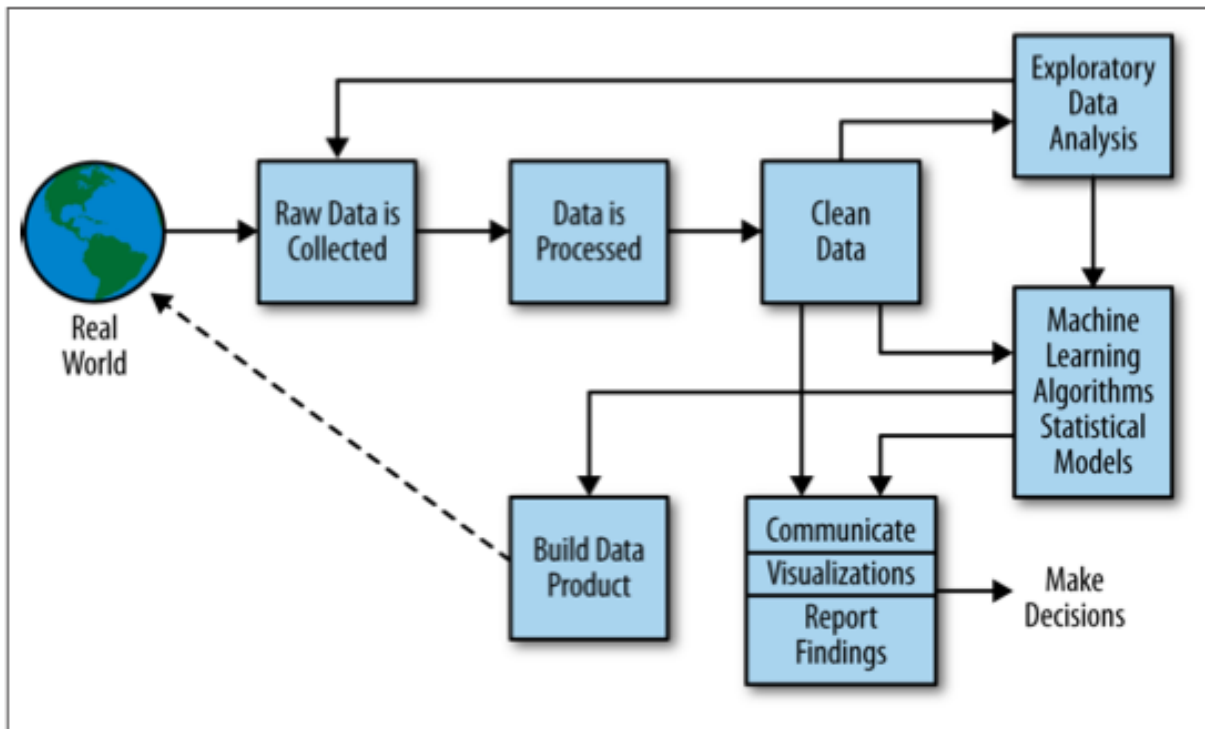 Exploratory
Data
Analysis
Raw Data is
Collected
Data is
Processed
Clean
Data
Real
World
Machine
Learning
Algorithms
Statistical
Models
Build Data
Product
Communicate
Visualizations
Report
Findings
Make
Decisions